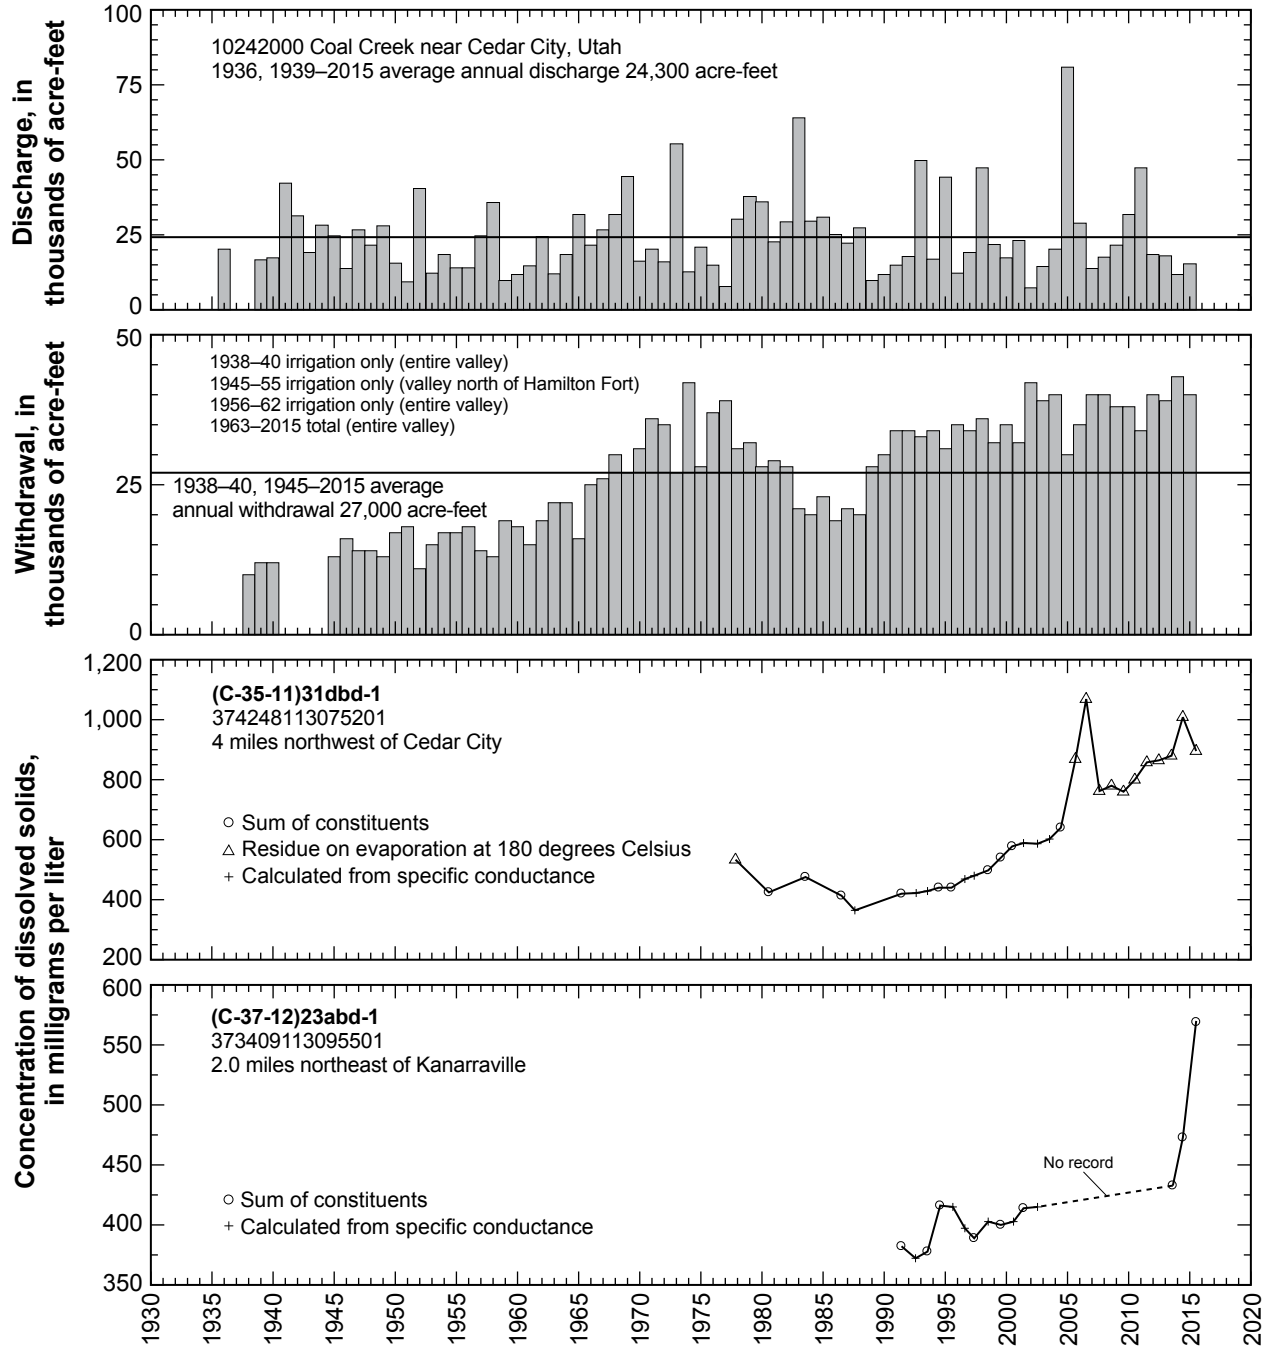 Discharge, in
thousands of acre-feet
100
75
50
25
0
10242000 Coal Creek near Cedar City, Utah
1936, 1939–2015 average annual discharge 24,300 acre-feet
Withdrawal, in
thousands of acre-feet
50
25
0
1938–40 irrigation only (entire valley)
1945–55 irrigation only (valley north of Hamilton Fort)
1956–62 irrigation only (entire valley)
1963–2015 total (entire valley)
1938–40, 1945–2015 average
annual withdrawal 27,000 acre-feet
Concentration of dissolved solids,
in milligrams per liter
1,200
1,000
800
600
400
200
(C-35-11)31dbd-1
374248113075201
4 miles northwest of Cedar City
Sum of constituents
Residue on evaporation at 180 degrees Celsius
Calculated from specific conductance
600
550
500
450
400
350
(C-37-12)23abd-1
373409113095501
2.0 miles northeast of Kanarraville
No record
Sum of constituents
Calculated from specific conductance
1930 1935 1940 1945 1950 1955 1960 1965 1970 1975 1980 1985 1990 1995 2000 2005 2010 2015 2020